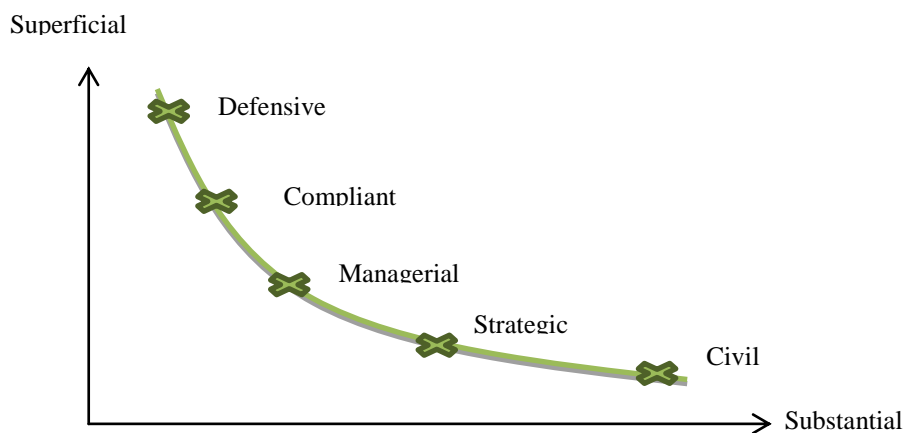 Superficial
Defensive
Compliant
Managerial
Strategic
Civil
Substantial